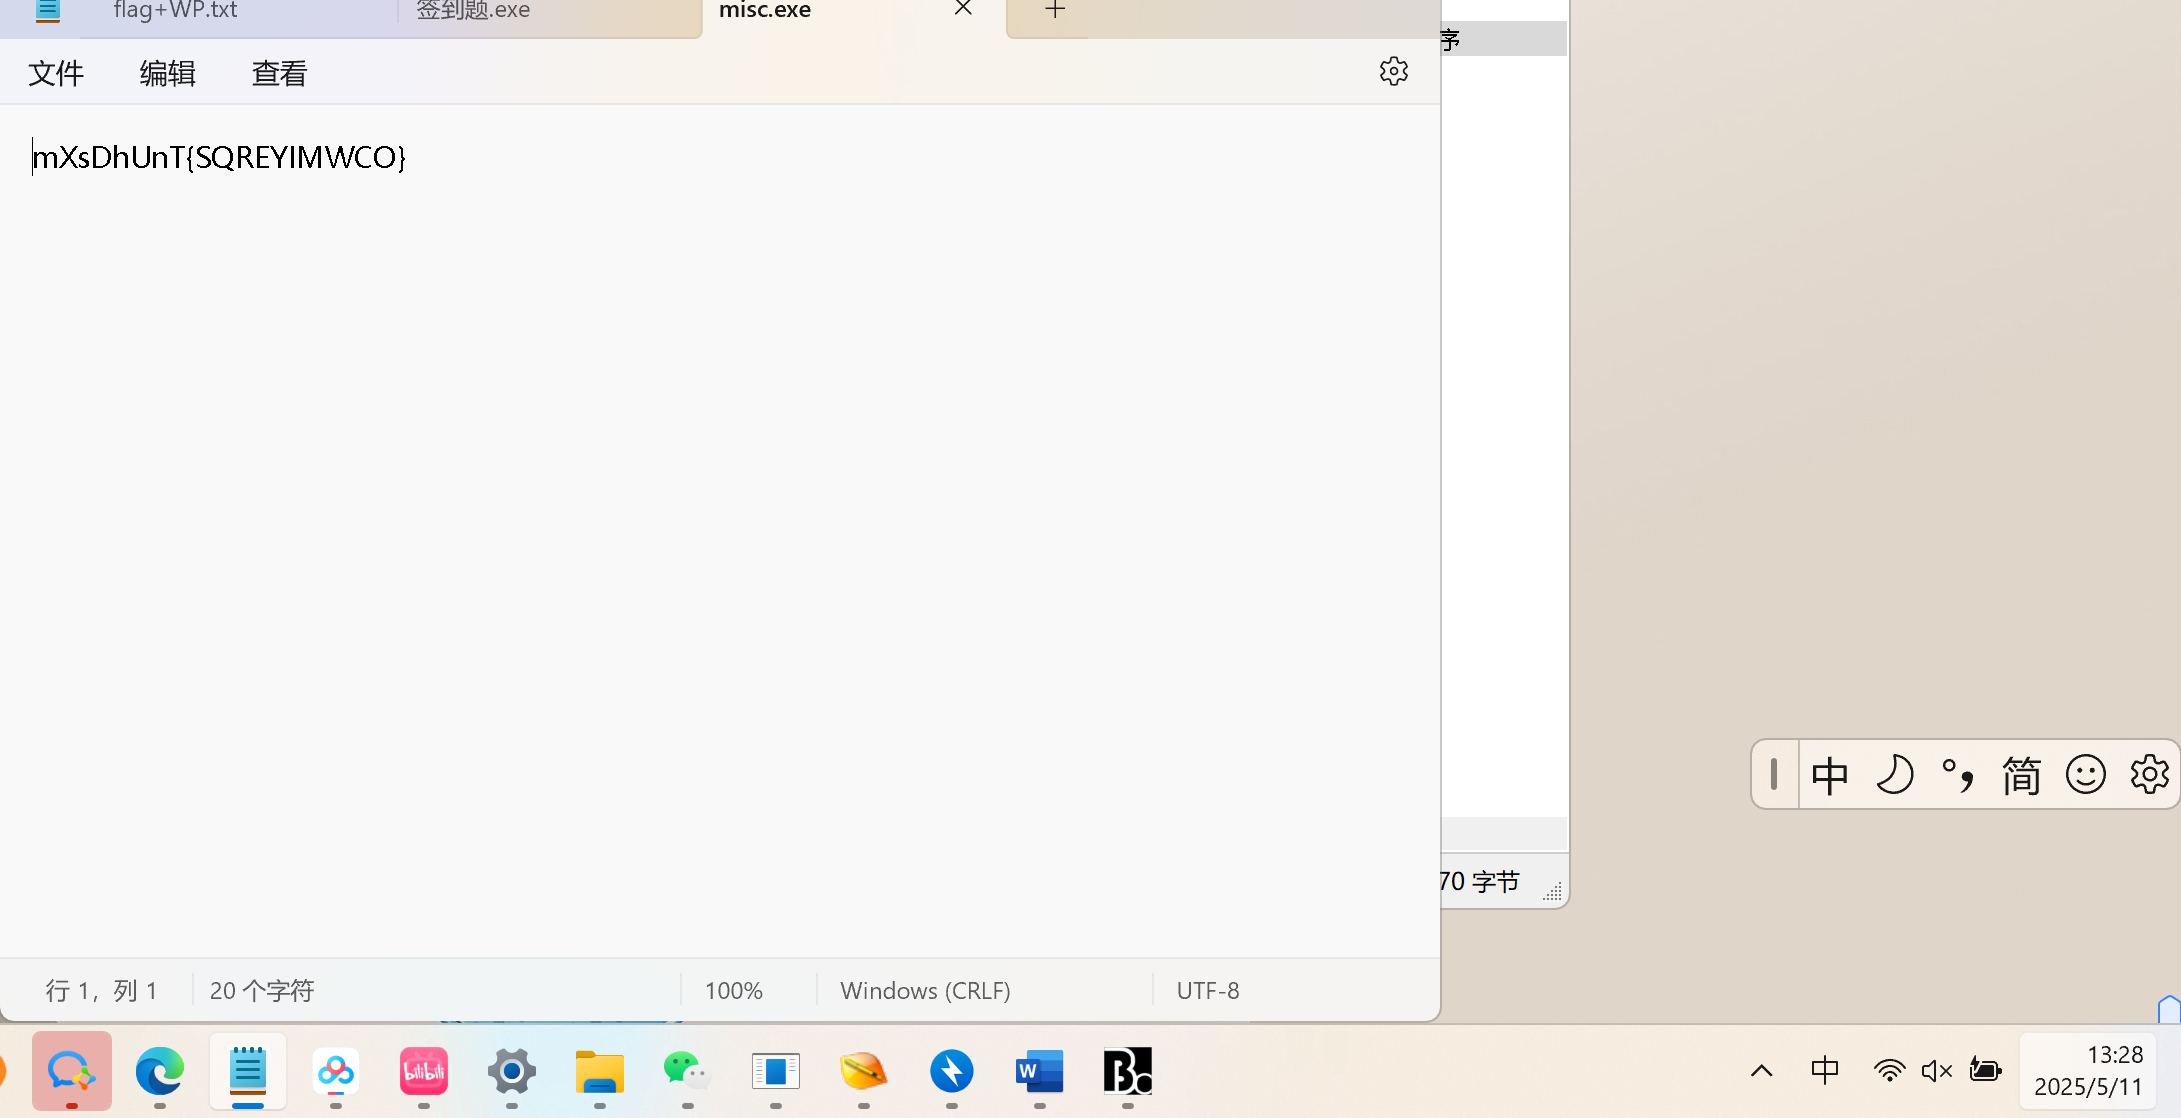 flag+WP.txt 签到题.exe misc.exe
序
文件 编辑 查看
mXsDhUnT{SQREYIMWCO}
中 简
70 字节
行 1，列 1 20 个字符 100% Windows (CRLF) UTF-8
bilibili W B
中
13:28
2025/5/11